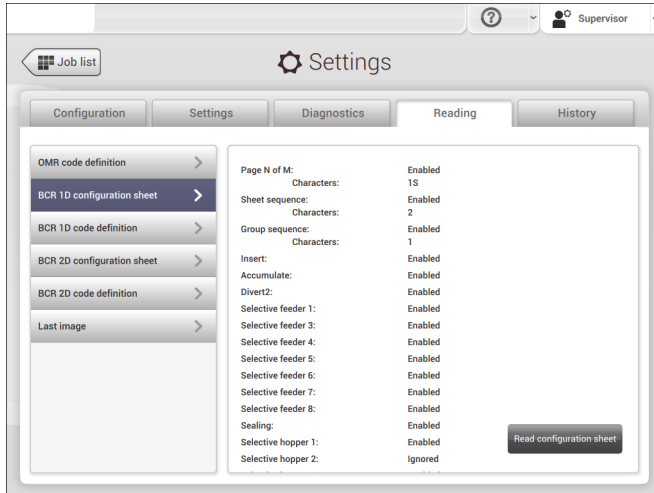 ? Supervisor
Job list
Settings
Configuration
Settings
Diagnostics
Reading
History
OMR code definition
BCR 1D configuration sheet
BCR 1D code definition
BCR 2D configuration sheet
BCR 2D code definition
Last image
Page N of M: Enabled
Characters: 1S
Sheet sequence: Enabled
Characters: 2
Group sequence: Enabled
Characters: 1
Insert: Enabled
Accumulate: Enabled
Divert2: Enabled
Selective feeder 1: Enabled
Selective feeder 3: Enabled
Selective feeder 4: Enabled
Selective feeder 5: Enabled
Selective feeder 6: Enabled
Selective feeder 7: Enabled
Selective feeder 8: Enabled
Sealing: Enabled
Selective hopper 1: Enabled
Selective hopper 2: Ignored
Read configuration sheet